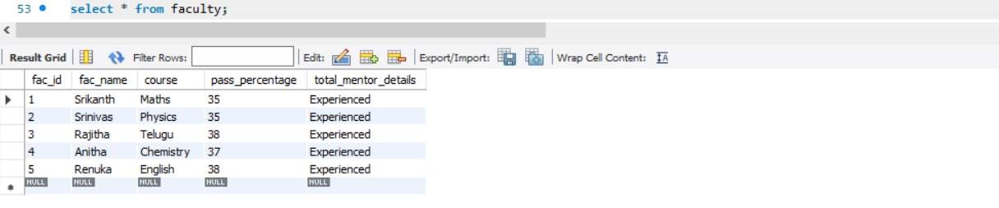 53 select * from faculty;
<
Result Grid Filter Rows: Edit: Export/Import: Wrap Cell Content: IA
fac_id fac_name course pass_percentage total_mentor_details
1 Srikanth Maths 35 Experienced
2 Srinivas Physics 35 Experienced
3 Rajitha Telugu 38 Experienced
4 Anitha Chemistry 37 Experienced
5 Renuka English 38 Experienced
NULL NULL NULL NULL NULL